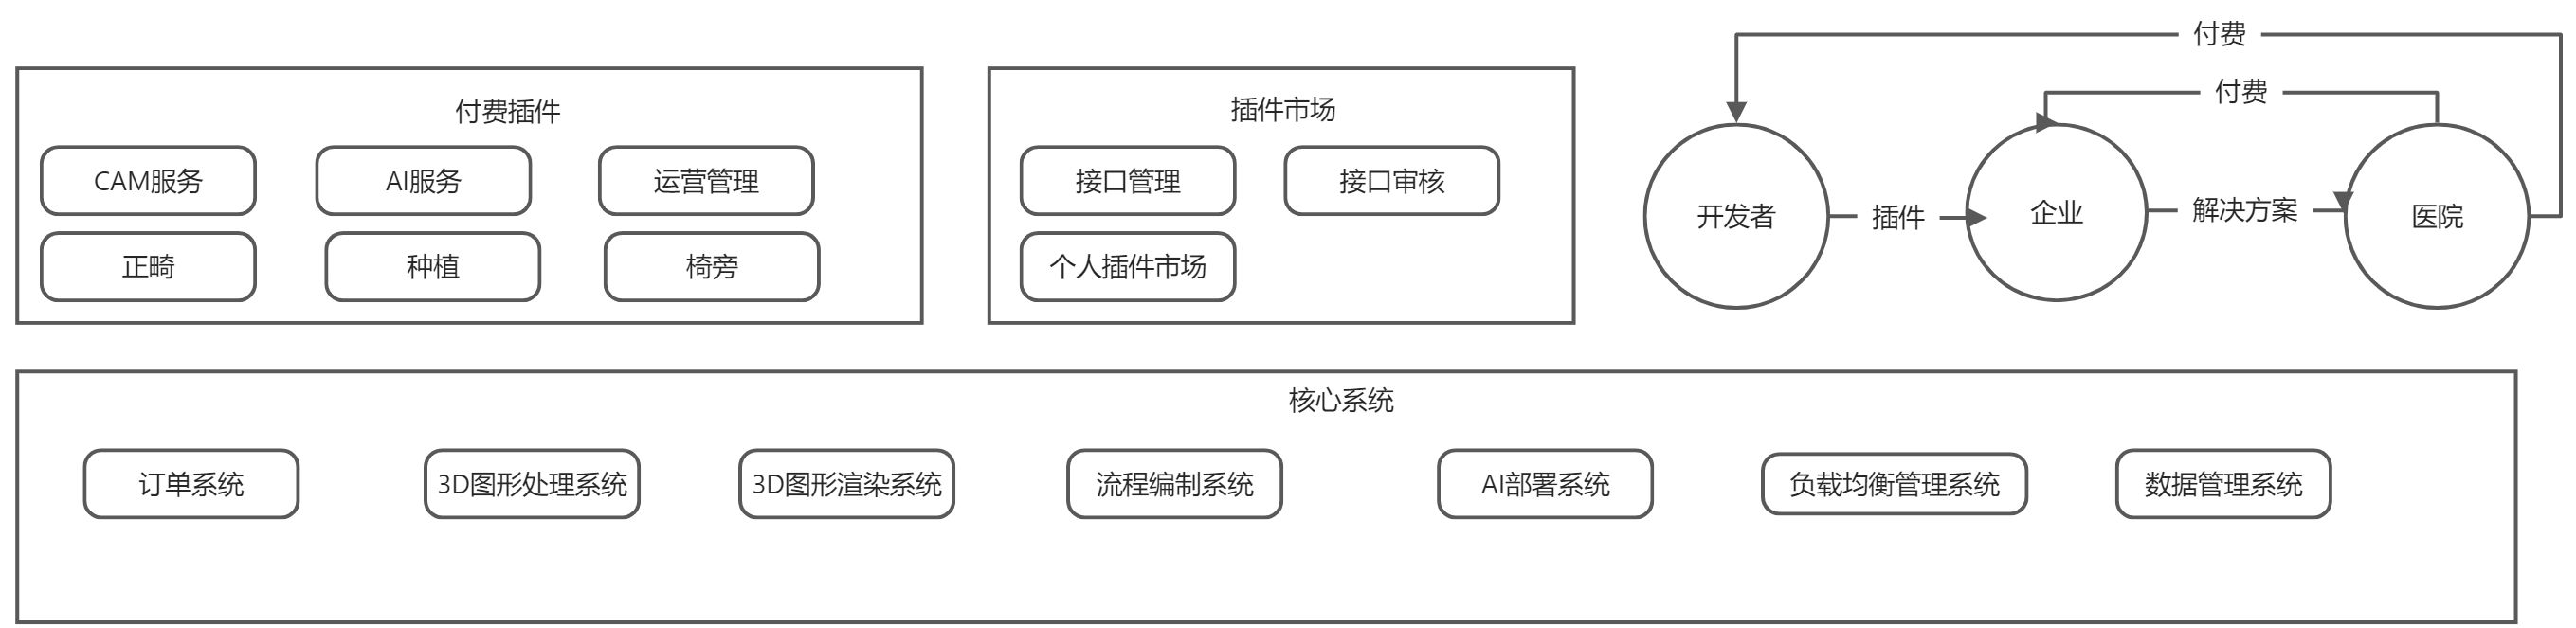 付费
付费
付费插件
CAM服务
AI服务
运营管理
正畸
种植
椅旁
插件市场
接口管理
接口审核
个人插件市场
开发者
插件
企业
解决方案
医院
核心系统
订单系统
3D图形处理系统
3D图形渲染系统
流程编制系统
AI部署系统
负载均衡管理系统
数据管理系统